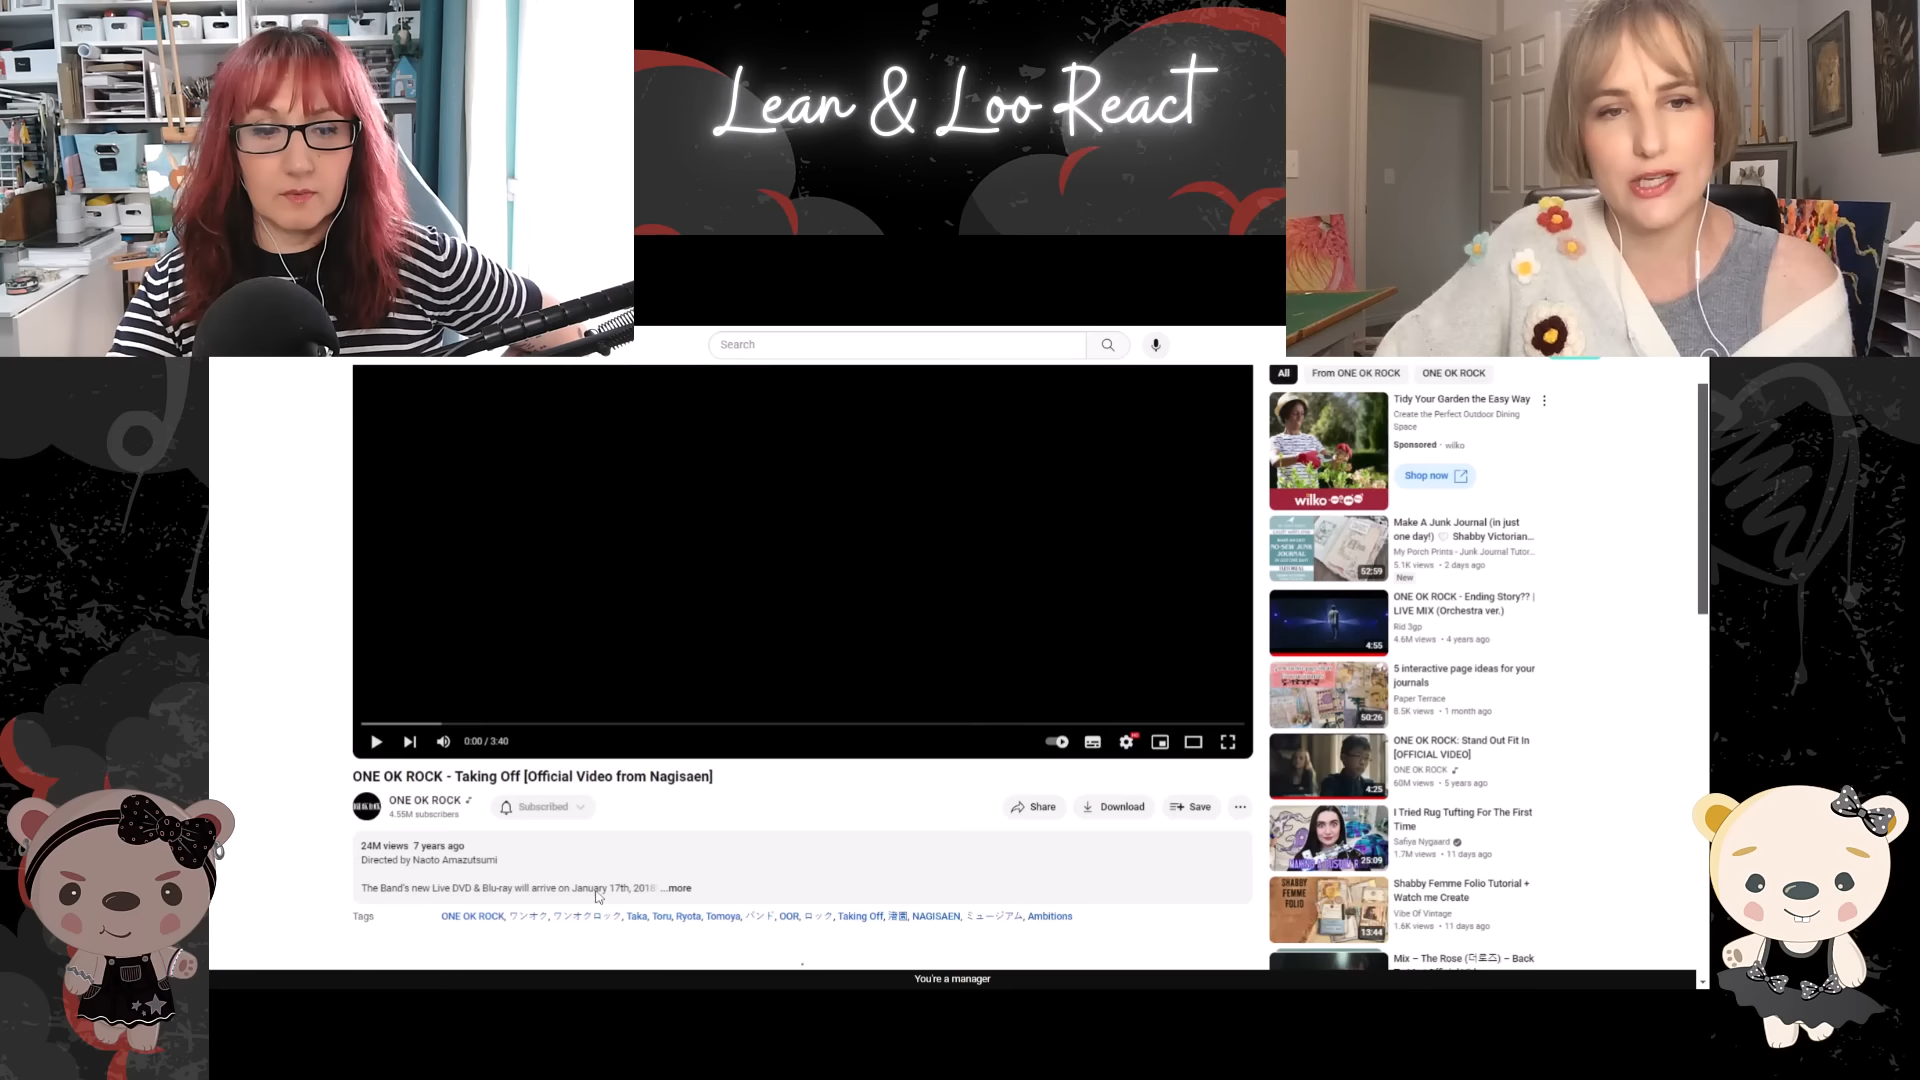 Lean & Loo React
Search
All
From ONE OK ROCK
ONE OK ROCK
Tidy Your Garden the Easy Way
Create the Perfect Outdoor Dining
Space
Sponsored · wilko
Shop now
wilko
Make A Junk Journal (in just
one day!) ♡ Shabby Victorian...
My Porch Prints - Junk Journal Tutor...
5.1K views • 2 days ago
New
NO-SEW JUNK
JOURNAL
52:59
ONE OK ROCK - Ending Story?? |
LIVE MIX (Orchestra ver.)
Rid 3gp
4.6M views • 4 years ago
4:55
5 interactive page ideas for your
journals
Paper Terrace
8.5K views • 1 month ago
50:26
ONE OK ROCK: Stand Out Fit In
[OFFICIAL VIDEO]
ONE OK ROCK
60M views • 5 years ago
4:25
I Tried Rug Tufting For The First
Time
Safiya Nygaard
1.7M views • 11 days ago
25:09
Shabby Femme Folio Tutorial +
Watch me Create
Vibe Of Vintage
1.6K views • 11 days ago
SHABBY
FEMME
FOLIO
13:44
Mix – The Rose (더로즈) – Back
0:00 / 3:40
ONE OK ROCK - Taking Off [Official Video from Nagisaen]
ONE OK ROCK
4.55M subscribers
Subscribed
Share
Download
Save
24M views 7 years ago
Directed by Naoto Amazutsumi
The Band's new Live DVD & Blu-ray will arrive on January 17th, 2018 ...more
Tags
ONE OK ROCK, ワンオク, ワンオクロック, Taka, Toru, Ryota, Tomoya, バンド, OOR, ロック, Taking Off, 渚園, NAGISAEN, ミュージアム, Ambitions
You're a manager